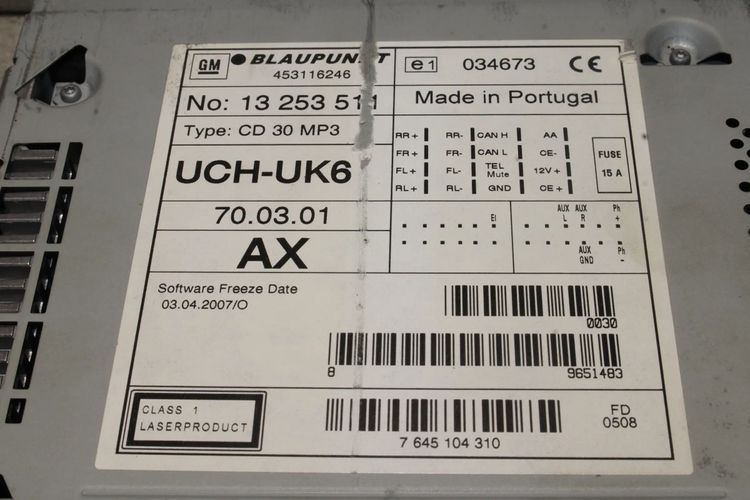 GM BLAUPUNKT
453116246
e1 034673 CE
No: 13 253 511
Made in Portugal
Type: CD 30 MP3
RR+ RR- CAN H AA
FR+ FR- CAN L CE-
FL+ FL- TEL Mute 12V+
RL+ RL- GND CE+
FUSE
15 A
UCH-UK6
70.03.01
AX
EI
AUX L AUX R Ph +
AUX GND Ph -
Software Freeze Date
03.04.2007/O
0030
8 9651483
CLASS 1
LASERPRODUCT
7 645 104 310
FD
0508